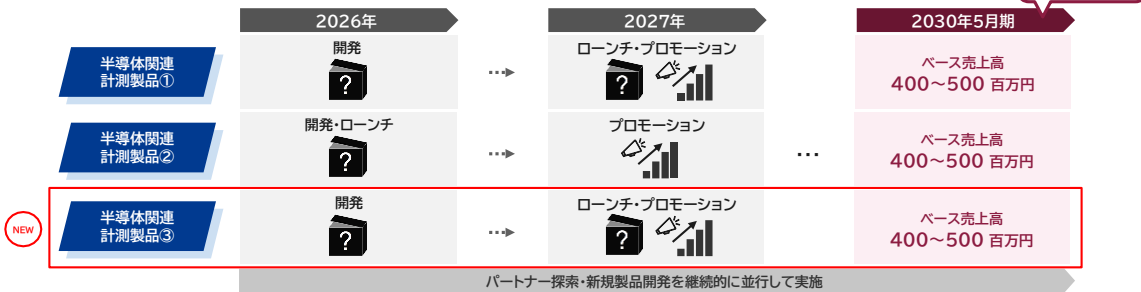 2026年
2027年
2030年5月期
半導体関連
計測製品①
開発
?
ローンチ・プロモーション
?
ベース売上高
400～500 百万円
半導体関連
計測製品②
開発・ローンチ
?
プロモーション
…
ベース売上高
400～500 百万円
NEW
半導体関連
計測製品③
開発
?
ローンチ・プロモーション
?
ベース売上高
400～500 百万円
パートナー探索・新規製品開発を継続的に並行して実施